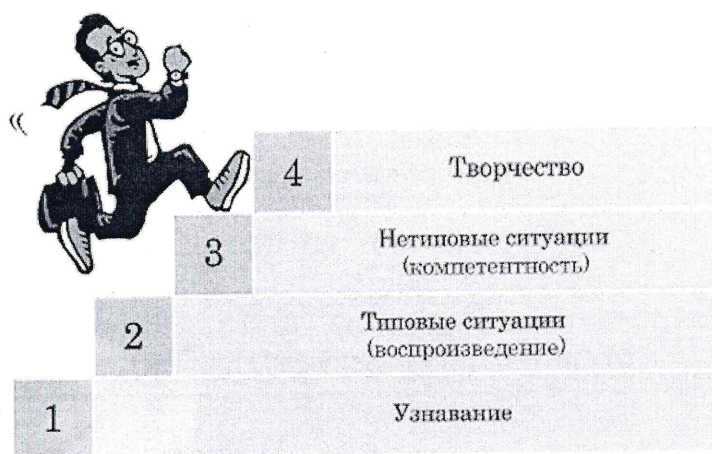 4 Творчество
3 Нетиповые ситуации
(компетентность)
2 Типовые ситуации
(воспроизведение)
1 Узнавание